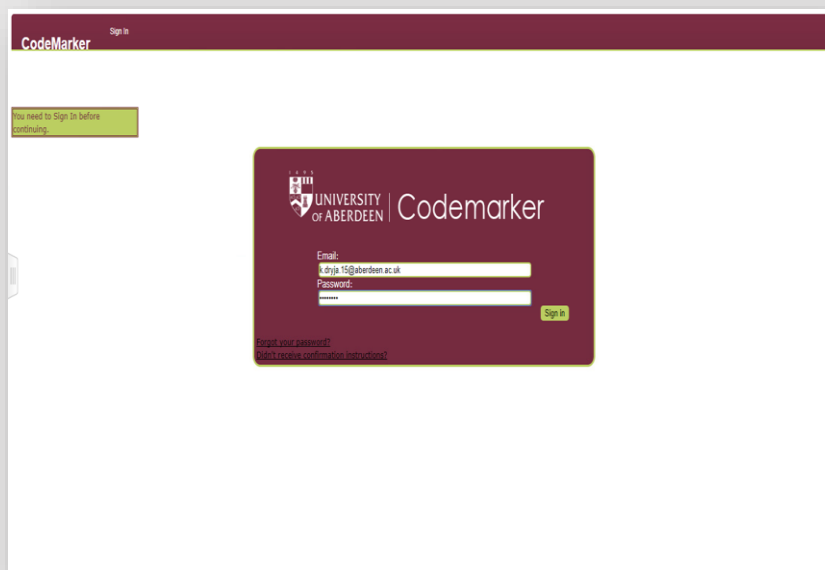 Sign In
CodeMarker
You need to Sign In before
continuing.
1495
UNIVERSITY
OF ABERDEEN
Codemarker
Email:
k.dryja.15@aberdeen.ac.uk
Password:
••••••••
Sign in
Forgot your password?
Didn't receive confirmation instructions?